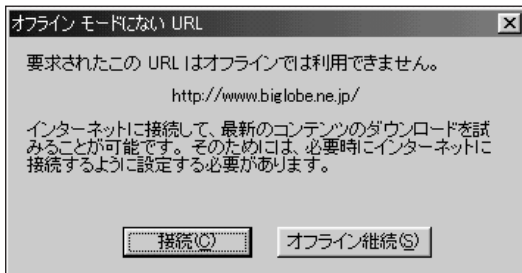 オフライン モードにない URL
要求されたこの URL はオフラインでは利用できません。
http://www.biglobe.ne.jp/
インターネットに接続して、最新のコンテンツのダウンロードを試
みることが可能です。そのためには、必要時にインターネットに
接続するように設定する必要があります。
接続(C) オフライン継続(S)